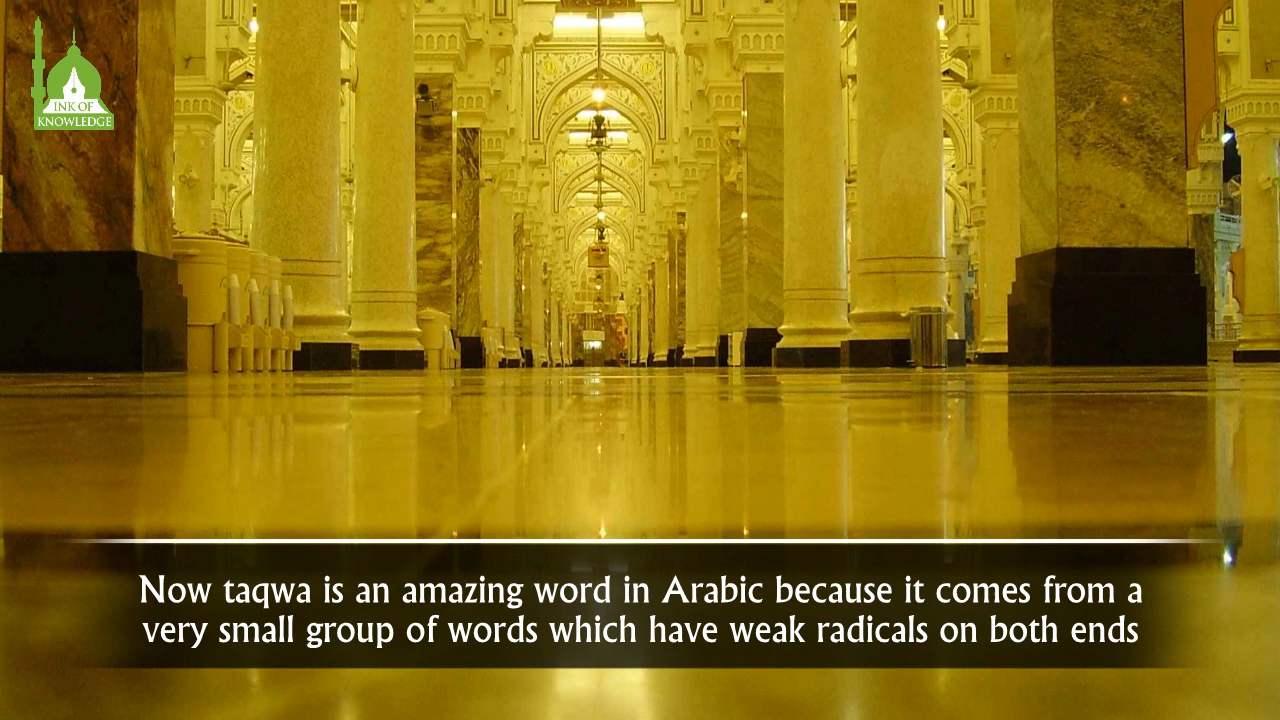 INK OF
KNOWLEDGE
Now taqwa is an amazing word in Arabic because it comes from a
very small group of words which have weak radicals on both ends